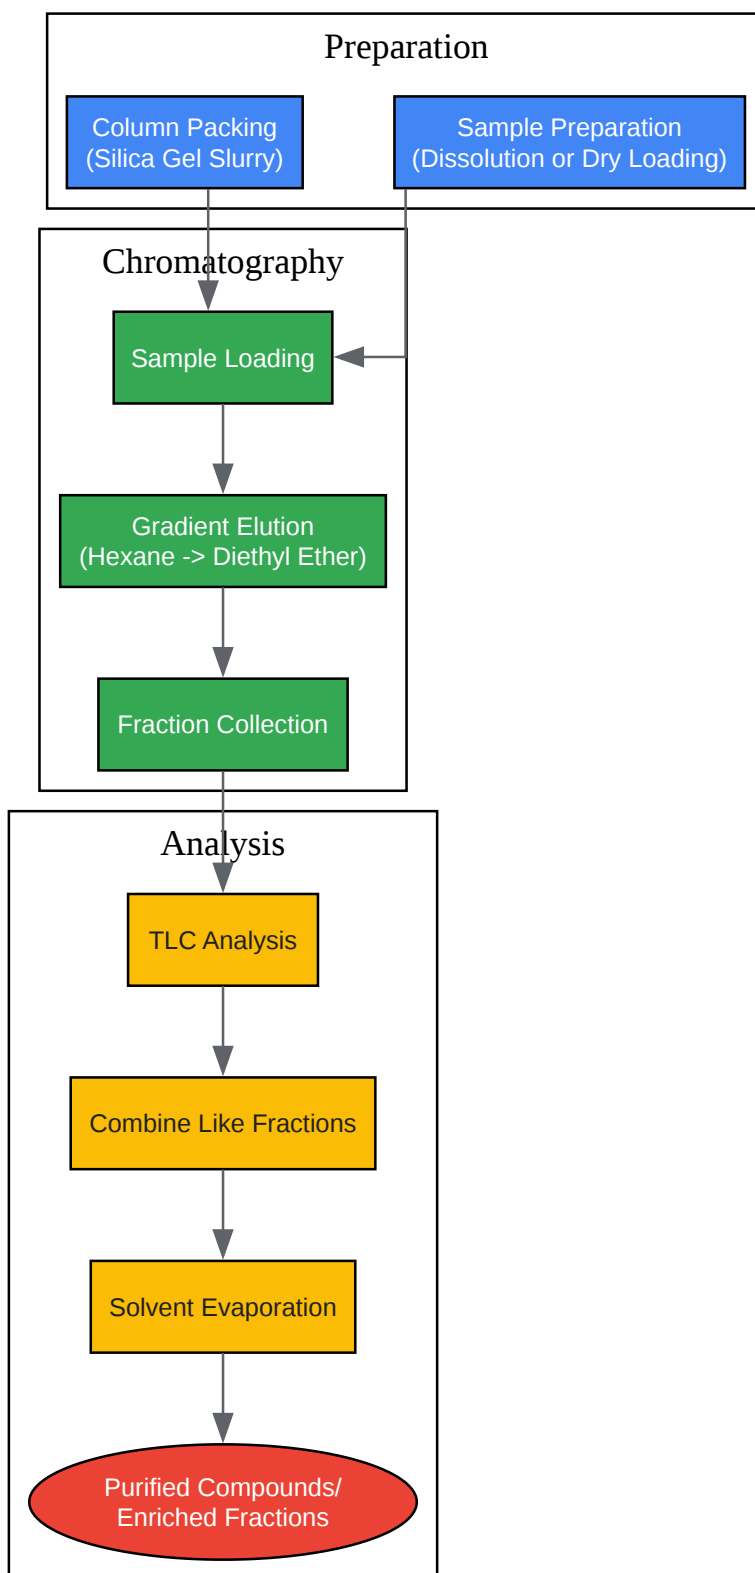 Preparation
Column Packing
(Silica Gel Slurry)
Sample Preparation
(Dissolution or Dry Loading)
Chromatography
Sample Loading
Gradient Elution
(Hexane -> Diethyl Ether)
Fraction Collection
Analysis
TLC Analysis
Combine Like Fractions
Solvent Evaporation
Purified Compounds/
Enriched Fractions